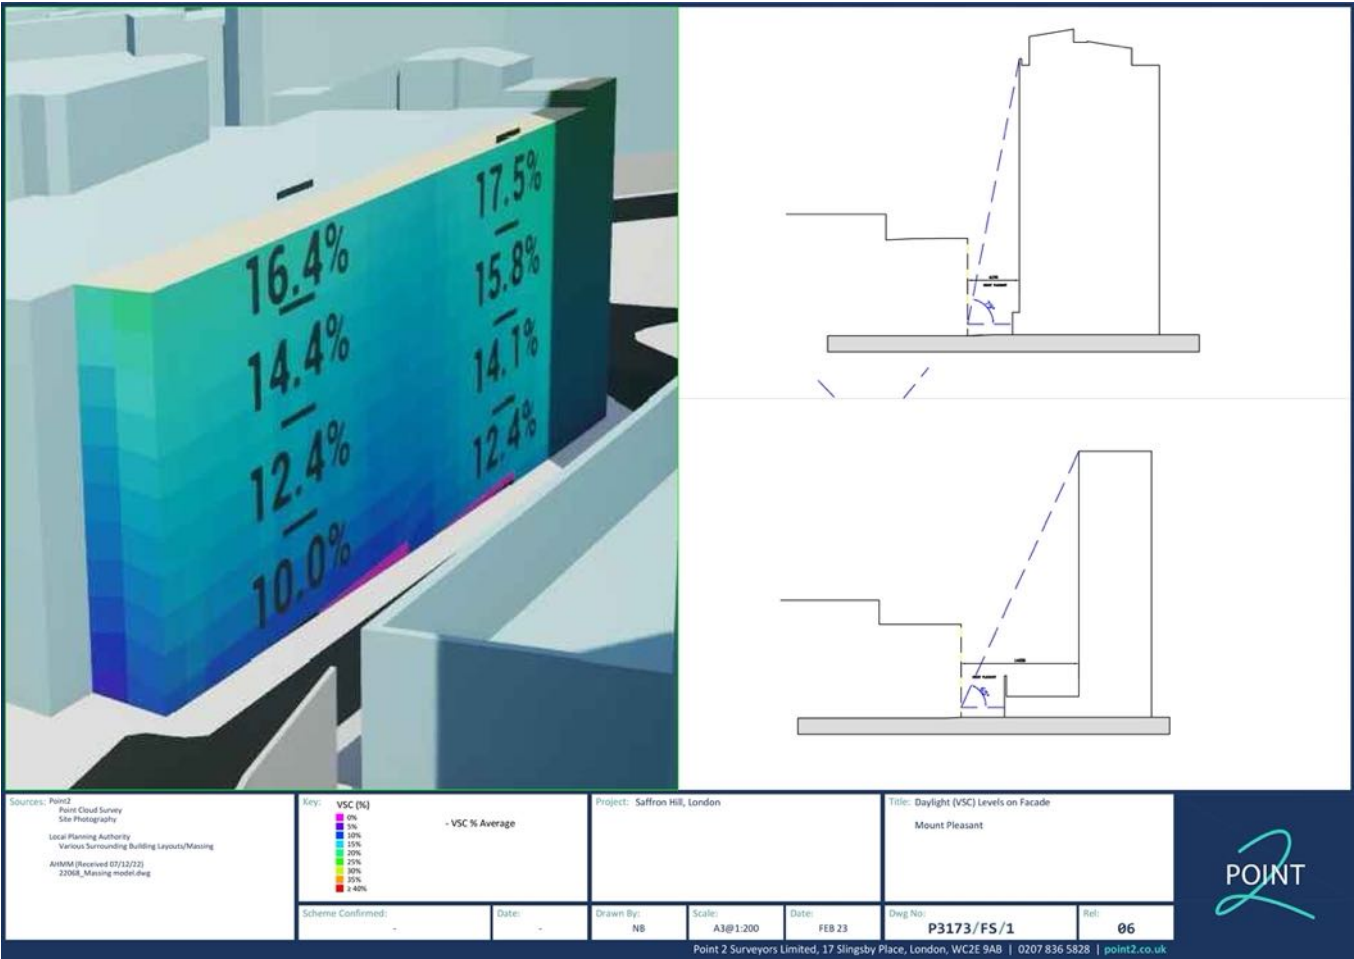 16.4%
14.4%
12.4%
10.0%
17.5%
15.8%
14.1%
12.4%
MOUNT PLEASANT
MOUNT PLEASANT
Sources: Point2
Point Cloud Survey
Site Photography
Local Planning Authority
Various Surrounding Building Layouts/Massing
AHMM (Received 07/12/22)
22068_Massing model.dwg
Key: VSC (%)
0%
5%
10%
15%
20%
25%
30%
35%
≥ 40%
- VSC % Average
Project: Saffron Hill, London
Title: Daylight (VSC) Levels on Facade
Mount Pleasant
Scheme Confirmed:
-
Date:
-
Drawn By:
NB
Scale:
A3@1:200
Date:
FEB 23
Dwg No:
P3173/FS/1
Rel:
06
POINT
2
Point 2 Surveyors Limited, 17 Slingsby Place, London, WC2E 9AB | 0207 836 5828 | point2.co.uk